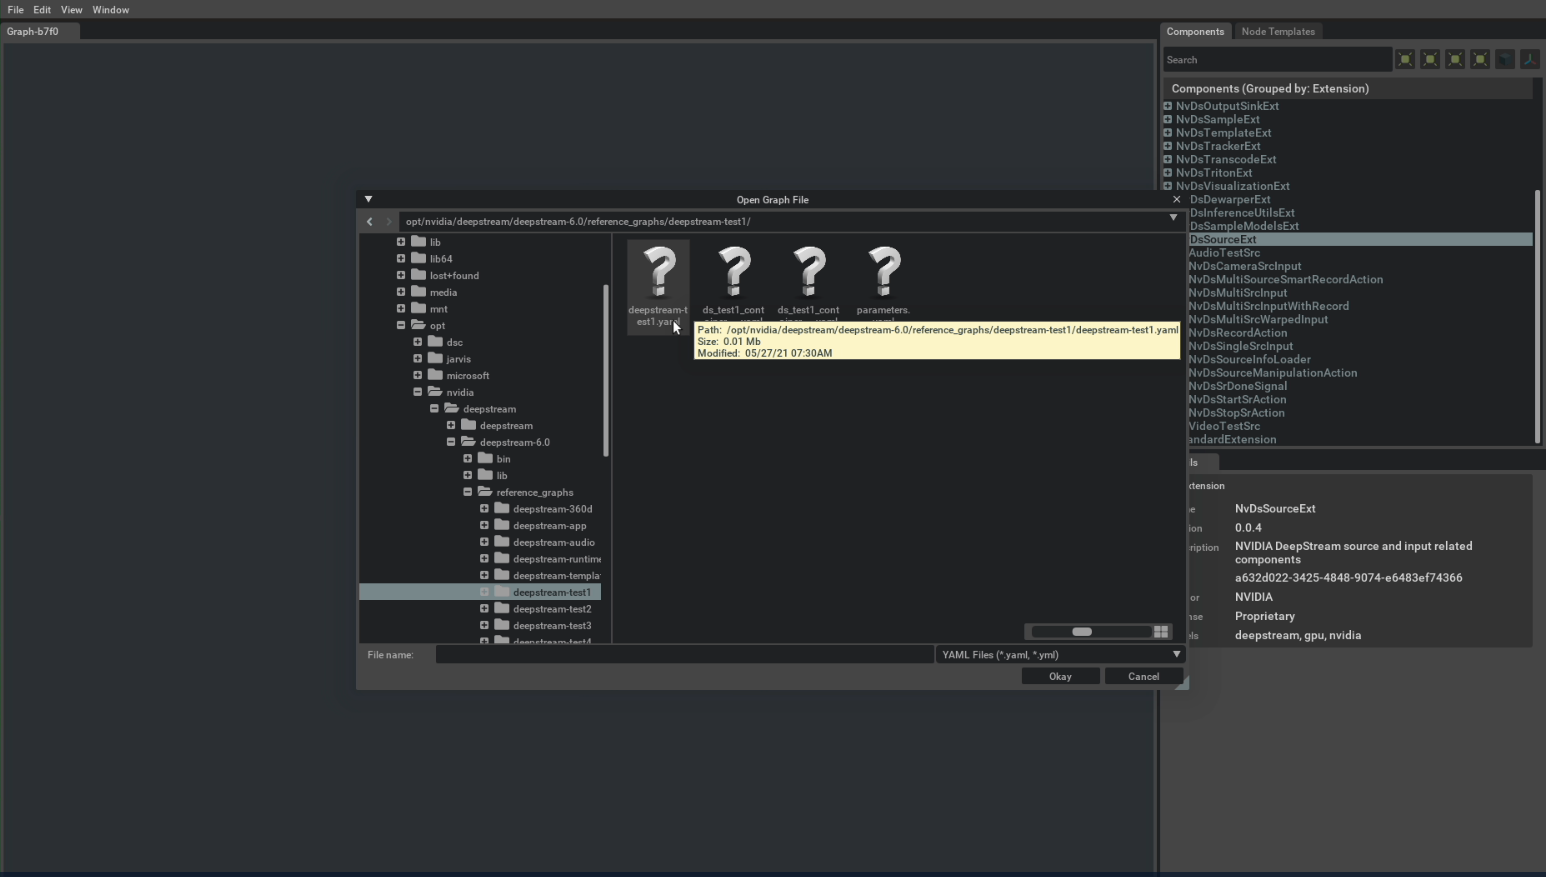 File Edit View Window
Graph-b7f0
Components Node Templates
Search
Components (Grouped by: Extension)
NvDsOutputSinkExt
NvDsSampleExt
NvDsTemplateExt
NvDsTrackerExt
NvDsTranscodeExt
NvDsTritonExt
NvDsVisualizationExt
DsDewarperExt
DsInferenceUtilsExt
DsSampleModelsExt
DsSourceExt
AudioTestSrc
NvDsCameraSrcInput
NvDsMultiSourceSmartRecordAction
NvDsMultiSrcInput
NvDsMultiSrcInputWithRecord
NvDsMultiSrcWarpedInput
NvDsRecordAction
NvDsSingleSrcInput
NvDsSourceInfoLoader
NvDsSourceManipulationAction
NvDsSrDoneSignal
NvDsStartSrAction
NvDsStopSrAction
VideoTestSrc
andardExtension
Open Graph File
opt/nvidia/deepstream/deepstream-6.0/reference_graphs/deepstream-test1/
lib
lib64
lost+found
media
mnt
opt
dsc
jarvis
microsoft
nvidia
deepstream
deepstream
deepstream-6.0
bin
lib
reference_graphs
deepstream-360d
deepstream-app
deepstream-audio
deepstream-runtime
deepstream-templa
deepstream-test1
deepstream-test2
deepstream-test3
deepstream-test4
deepstream-t
est1.yaml
ds_test1_cont
ds_test1_cont
parameters.
Path: /opt/nvidia/deepstream/deepstream-6.0/reference_graphs/deepstream-test1/deepstream-test1.yaml
Size: 0.01 Mb
Modified: 05/27/21 07:30AM
File name:
YAML Files (*.yaml, *.yml)
Okay Cancel
ls
xtension
e NvDsSourceExt
ion 0.0.4
ription NVIDIA DeepStream source and input related
components
a632d022-3425-4848-9074-e6483ef74366
or NVIDIA
nse Proprietary
els deepstream, gpu, nvidia